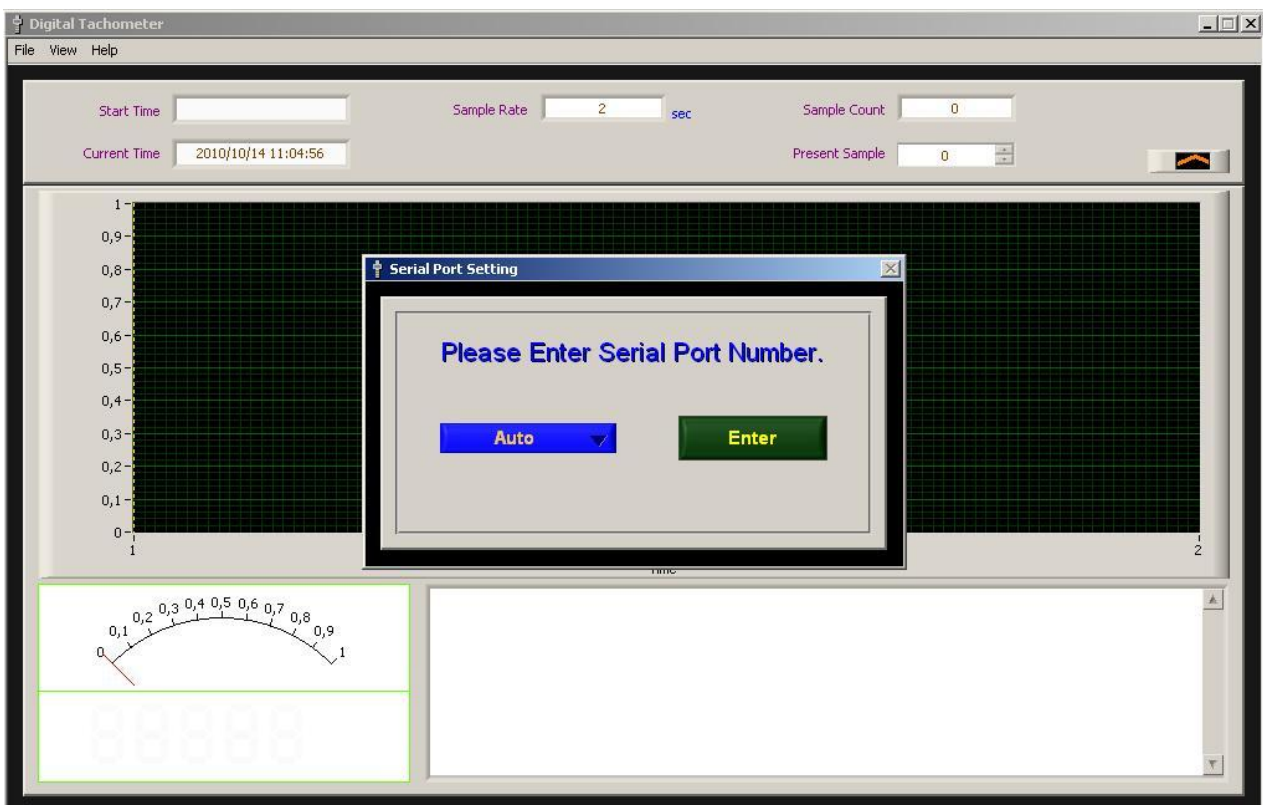 Digital Tachometer
File View Help
Start Time
Sample Rate 2 sec
Sample Count 0
Current Time 2010/10/14 11:04:56
Present Sample 0
1
0,9
0,8
0,7
0,6
0,5
0,4
0,3
0,2
0,1
0
1
2
Serial Port Setting
Please Enter Serial Port Number.
Auto
Enter
Time
0 0,1 0,2 0,3 0,4 0,5 0,6 0,7 0,8 0,9 1
88888